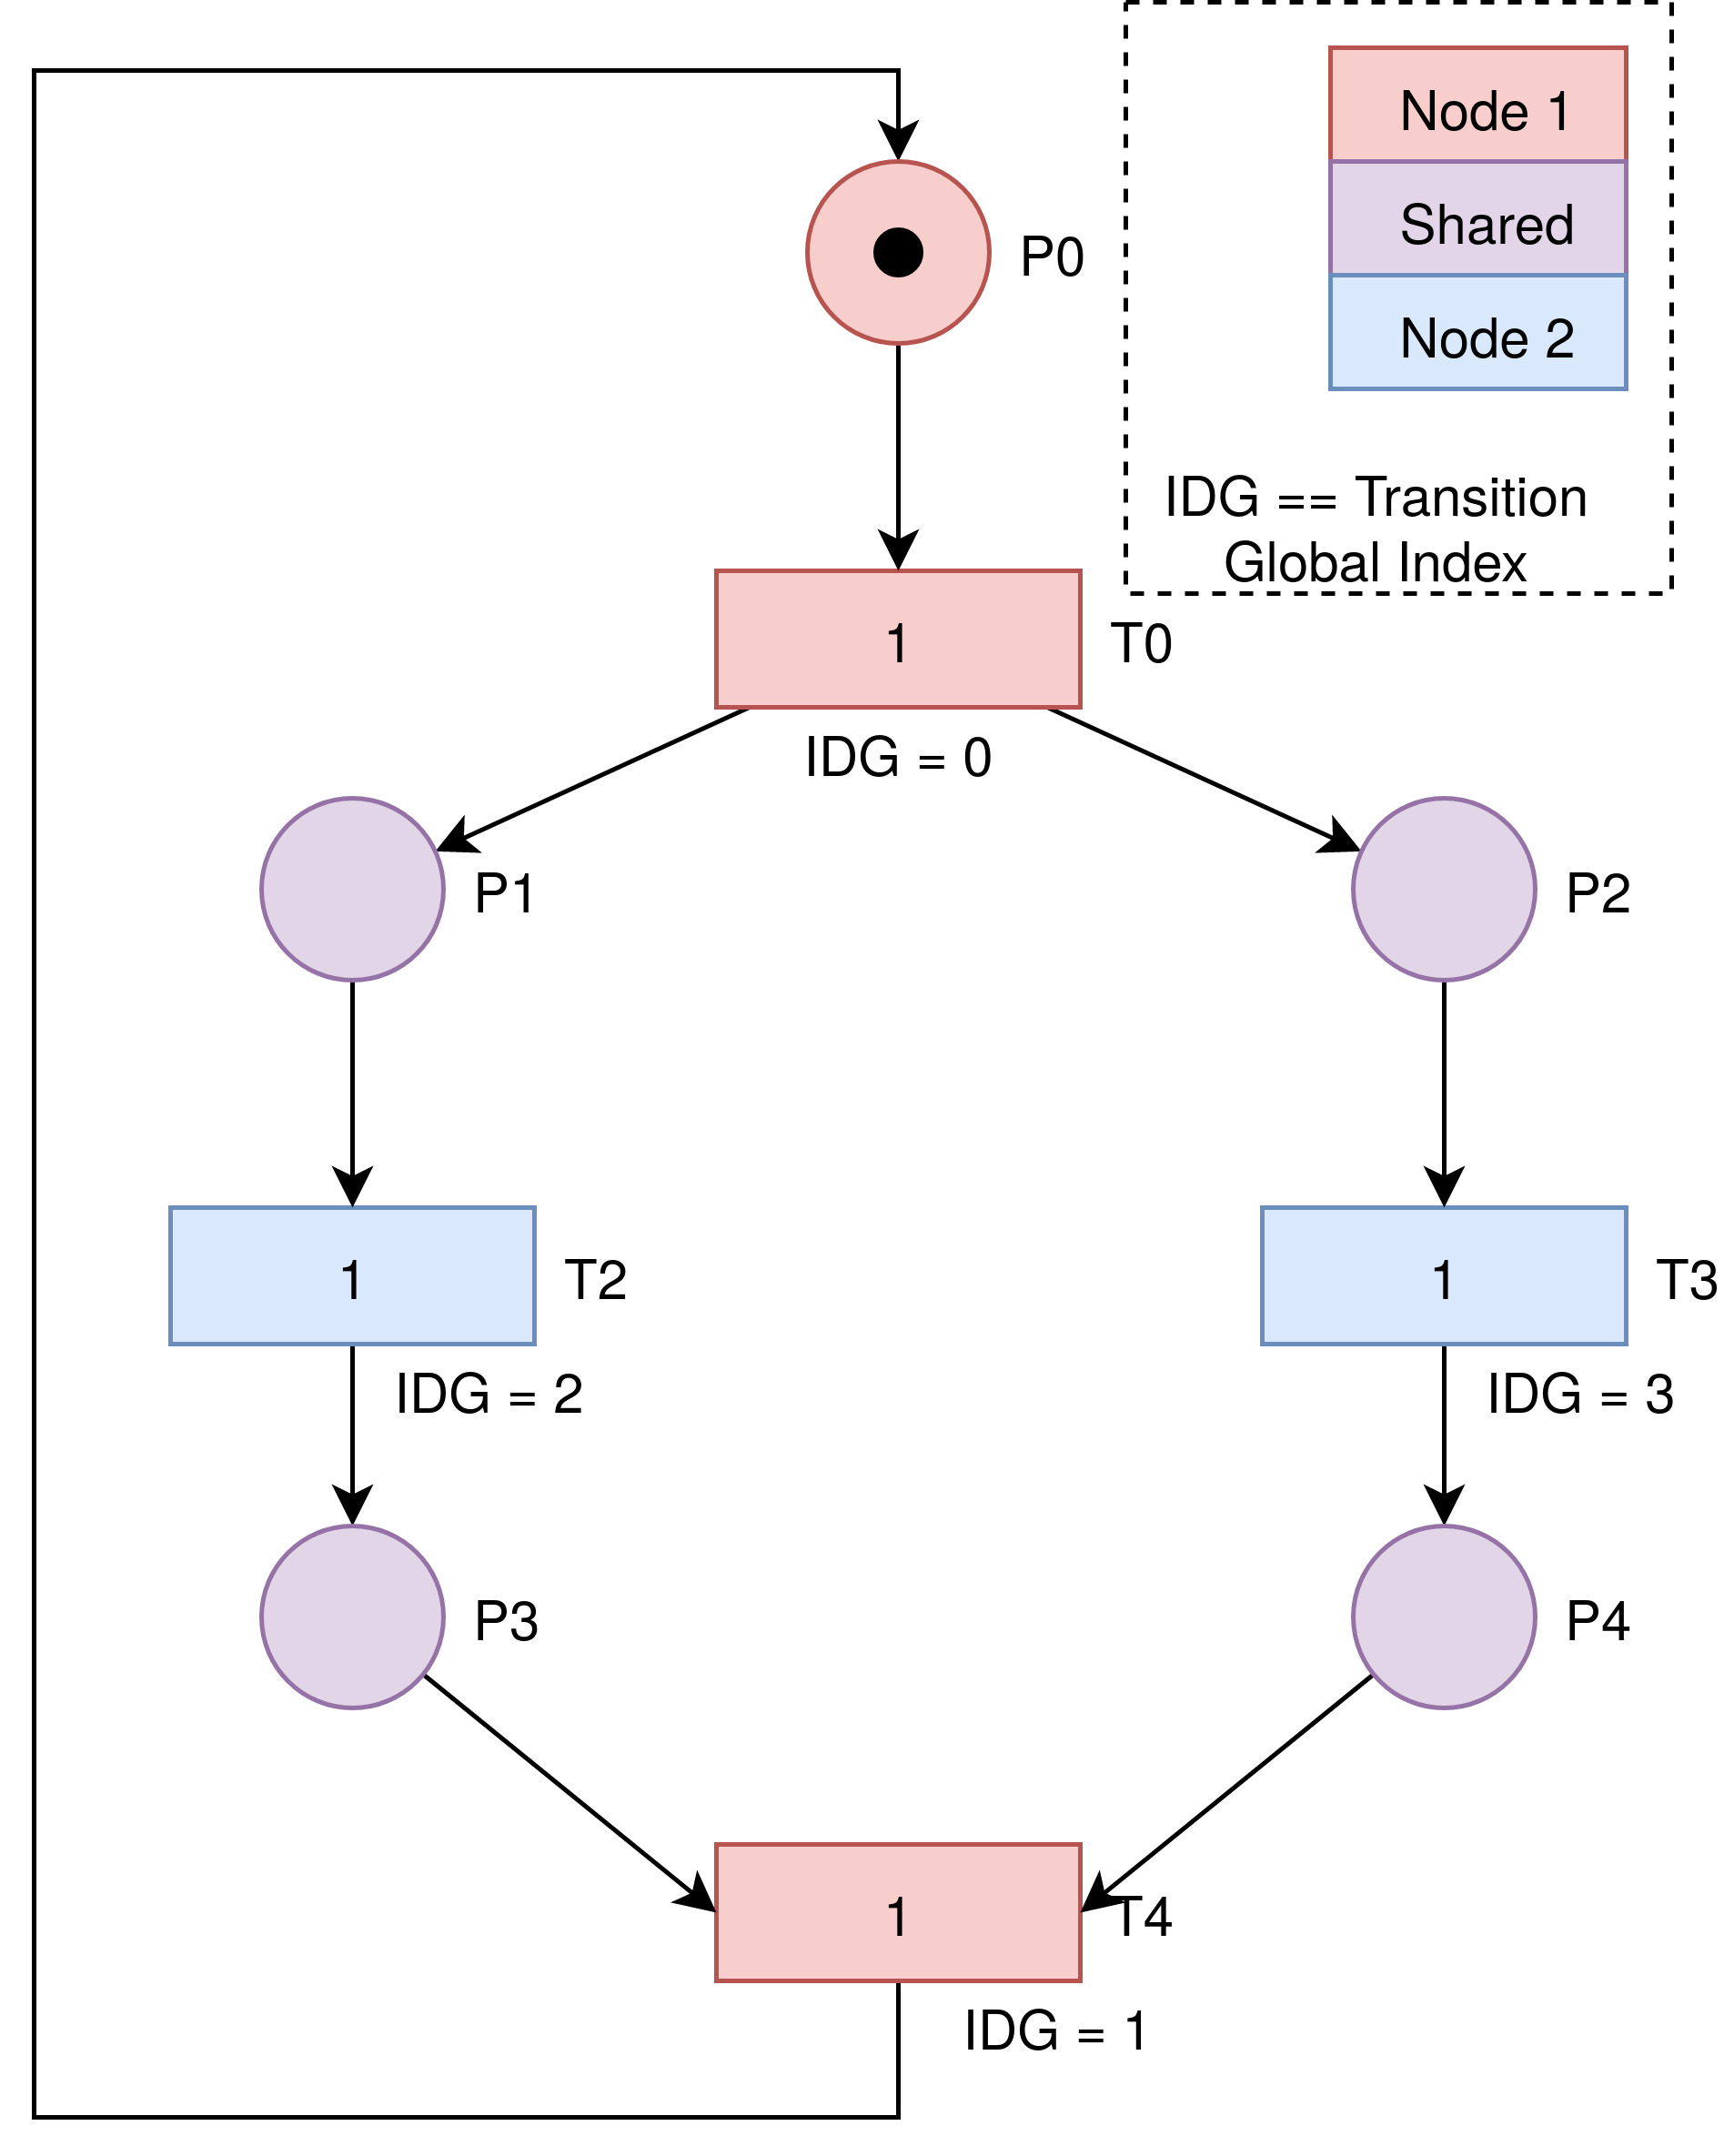 Node 1
Shared
Node 2
P0
IDG == Transition
Global Index
1
T0
IDG = 0
P1
P2
1
T2
1
T3
IDG = 2
IDG = 3
P3
P4
1
T4
IDG = 1